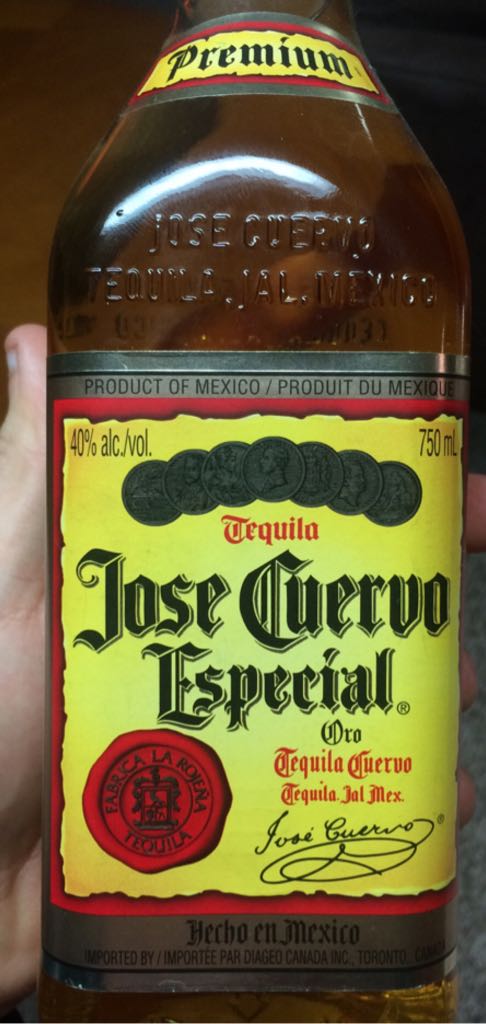 Premium
JOSE CUERVO
TEQUILA. JAL. MEXICO
PRODUCT OF MEXICO / PRODUIT DU MEXIQUE
40% alc./vol.
750 mL
Tequila
Jose Cuervo
Especial®
Oro
Tequila Cuervo
Tequila. Jal Mex.
FABRICA LA ROJEÑA
TEQUILA
José Cuervo®
Hecho en Mexico
IMPORTED BY / IMPORTÉE PAR DIAGEO CANADA INC., TORONTO, CANADA